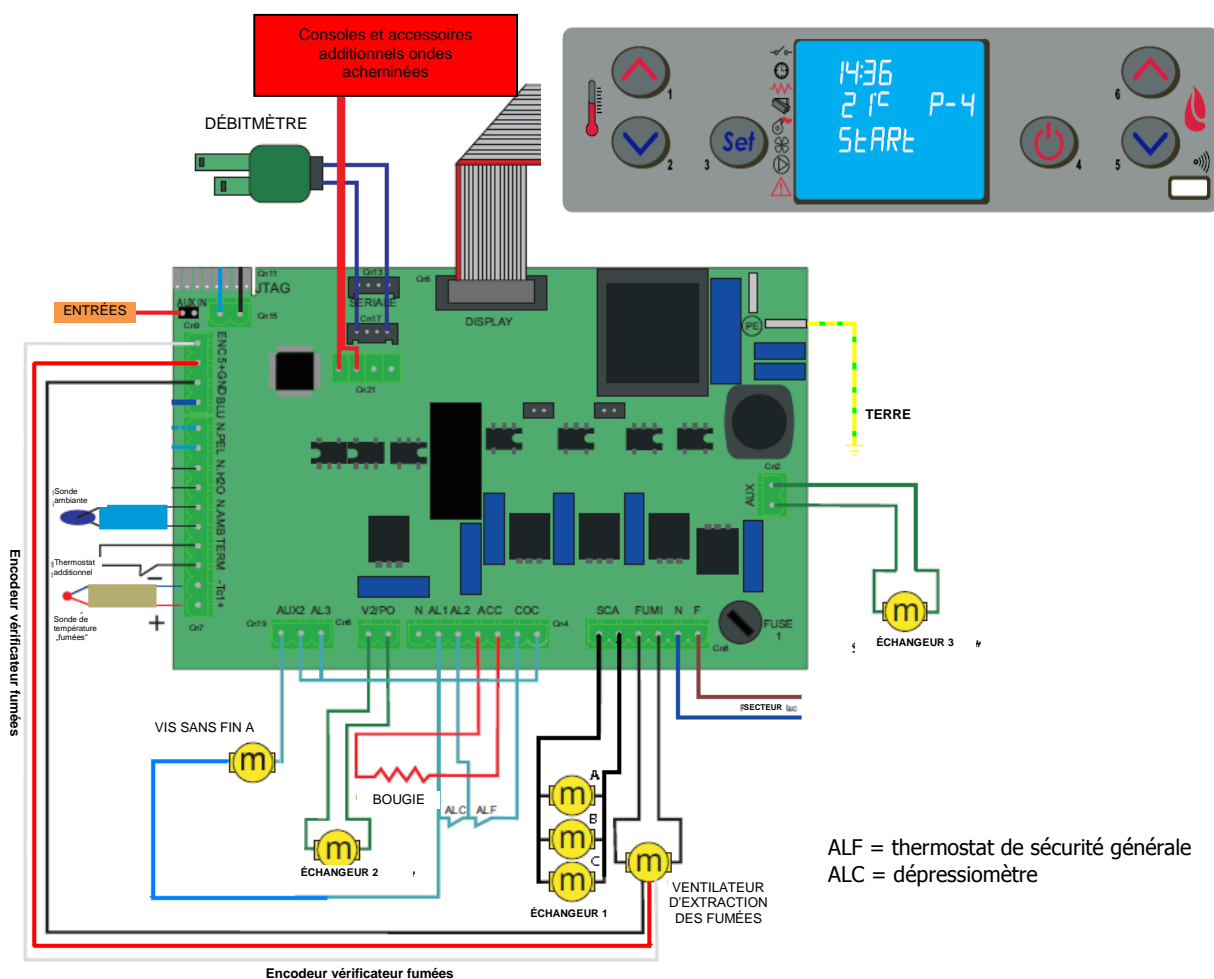 Consoles et accessoires
additionnels ondes
acheminées
14:36
21°C P-4
StARt
1
2
3
Set
4
5
6
DÉBITMÈTRE
Cn11
JTAG
Cn13
SERIALE
Cn17
Cn5
DISPLAY
AUX IN
Cn9
Cn15
ENTRÉES
Cn21
PE
TERRE
ENC5+GND BLU N.PEL N.H2O N.AMB TERM -Tc1+
Sonde
ambiante
Thermostat
additionnel
Sonde de
température
„fumées“
+
−
Cn7
Cn2
AUX
ÉCHANGEUR 3
AUX2 AL3 V2/PO N AL1 AL2 ACC COC SCA FUMI N F
Cn19
Cn6
Cn4
Cn8
FUSE
1
SECTEUR
Encodeur vérificateur fumées
VIS SANS FIN A
m
BOUGIE
ALC ALF
m
ÉCHANGEUR 2
A
m
B
m
C
m
ÉCHANGEUR 1
m
VENTILATEUR
D'EXTRACTION
DES FUMÉES
m
ALF = thermostat de sécurité générale
ALC = dépressiomètre
Encodeur vérificateur fumées